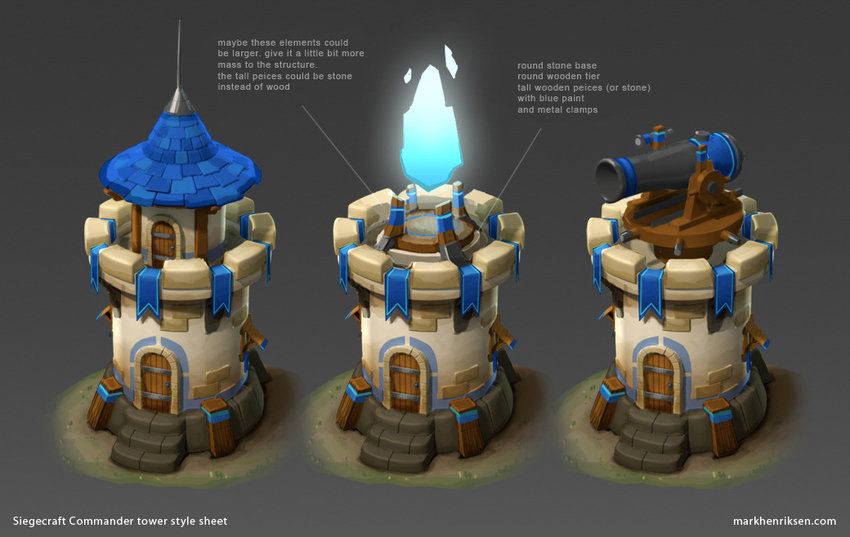 maybe these elements could
be larger. give it a little bit more
mass to the structure.
the tall peices could be stone
instead of wood
round stone base
round wooden tier
tall wooden peices (or stone)
with blue paint
and metal clamps
Siegecraft Commander tower style sheet
markhenriksen.com